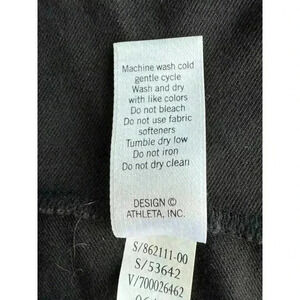 Machine wash cold
gentle cycle
Wash and dry
with like colors
Do not bleach
Do not use fabric
softeners
Tumble dry low
Do not iron
Do not dry clean
DESIGN ©
ATHLETA, INC.
S/862111-00
S/53642
V/700026462